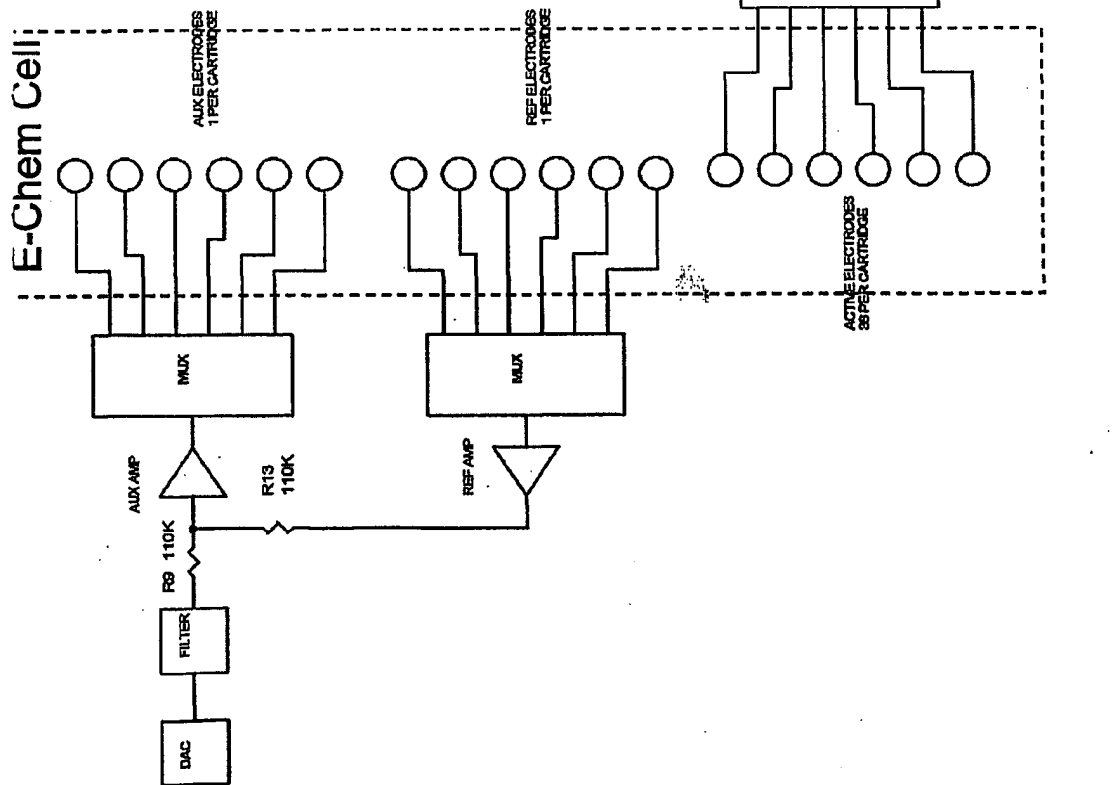 E-Chem Cell
AUX ELECTRODES
1 PER CARTRIDGE
REF ELECTRODES
1 PER CARTRIDGE
ACTIVE ELECTRODES
36 PER CARTRIDGE
MUX
MUX
AUX AMP
R13
110K
REF AMP
R9 110K
FILTER
DAC